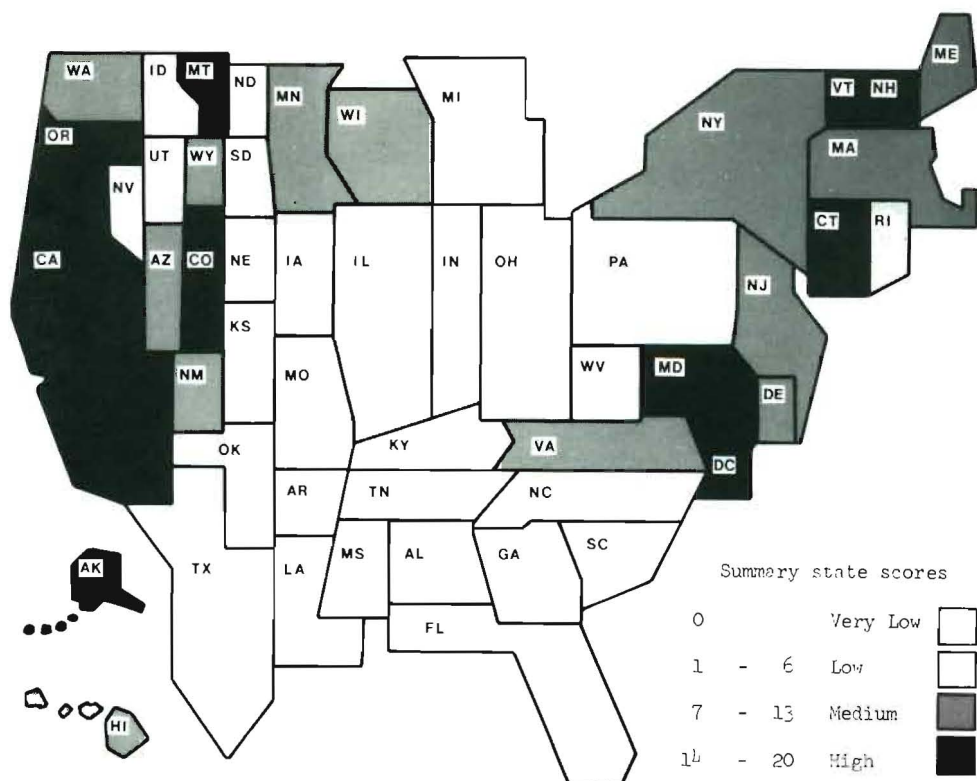 ME
WA ID MT ND
MN MI VT NH
WI NY
OR
UT WY SD MA
NV
CT RI
CA AZ CO NE IA IL IN OH PA
NJ
KS
WV MD
NM MO
DE
OK KY VA
DC
AR TN NC
MS AL GA SC
AK TX LA
Summary state scores
0 Very Low
FL
1 - 6 Low
7 - 13 Medium
HI
14 - 20 High